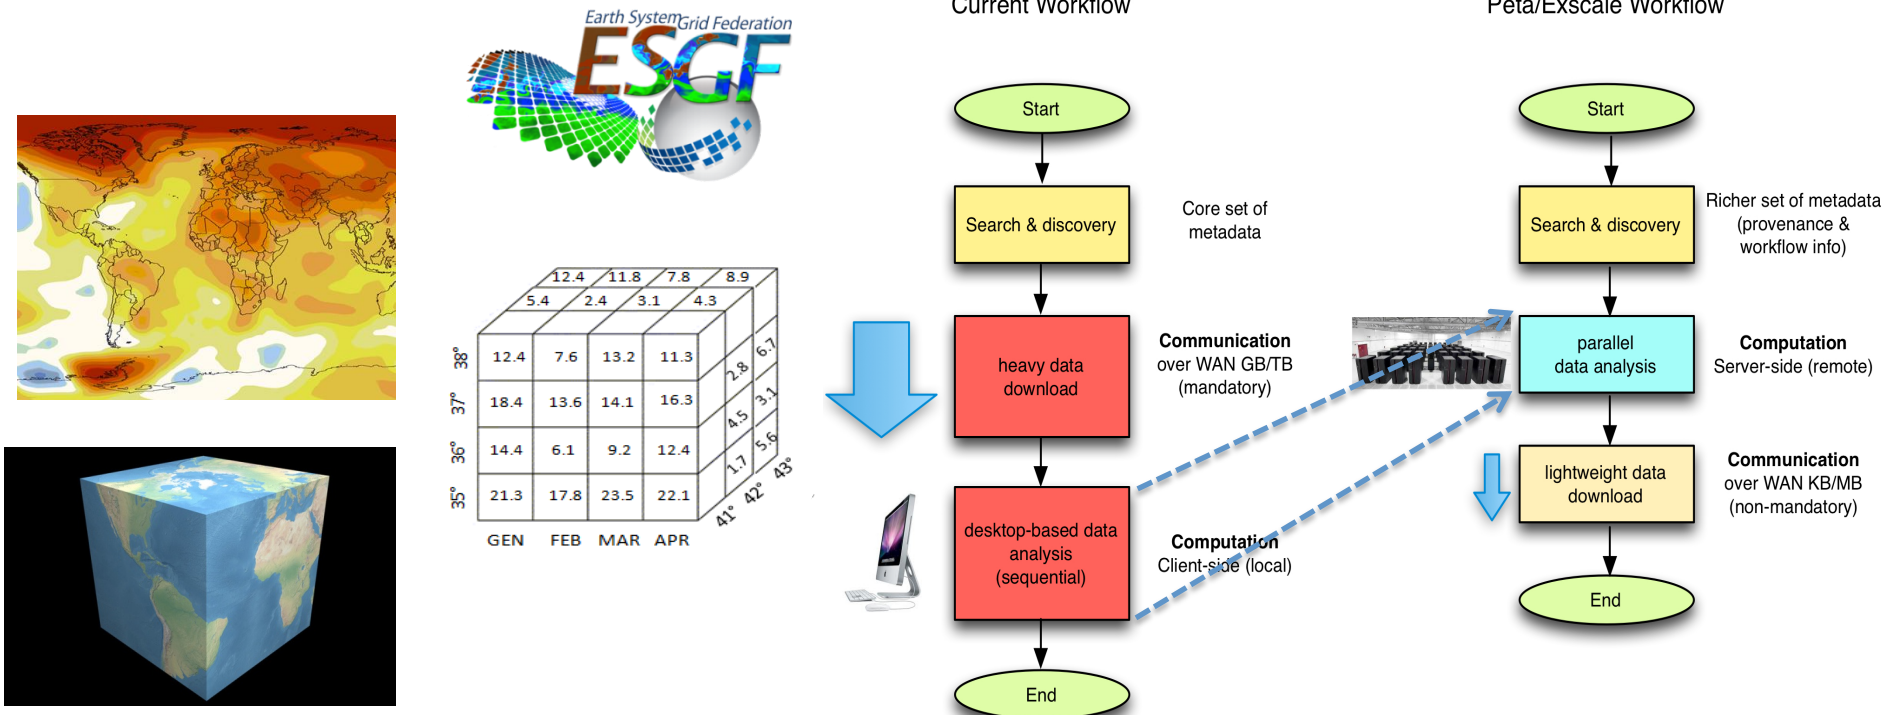 Earth System Grid Federation
ESGF
12.4 11.8 7.8 8.9
5.4 2.4 3.1 4.3
38° 12.4 7.6 13.2 11.3
37° 18.4 13.6 14.1 16.3
36° 14.4 6.1 9.2 12.4
35° 21.3 17.8 23.5 22.1
2.8 6.7
4.5 3.1
1.7 5.6
41° 42° 43°
GEN FEB MAR APR
Current Workflow
Start
Search & discovery
Core set of
metadata
heavy data
download
Communication
over WAN GB/TB
(mandatory)
desktop-based data
analysis
(sequential)
Computation
Client-side (local)
End
Peta/Exscale Workflow
Start
Search & discovery
Richer set of metadata
(provenance &
workflow info)
parallel
data analysis
Computation
Server-side (remote)
lightweight data
download
Communication
over WAN KB/MB
(non-mandatory)
End